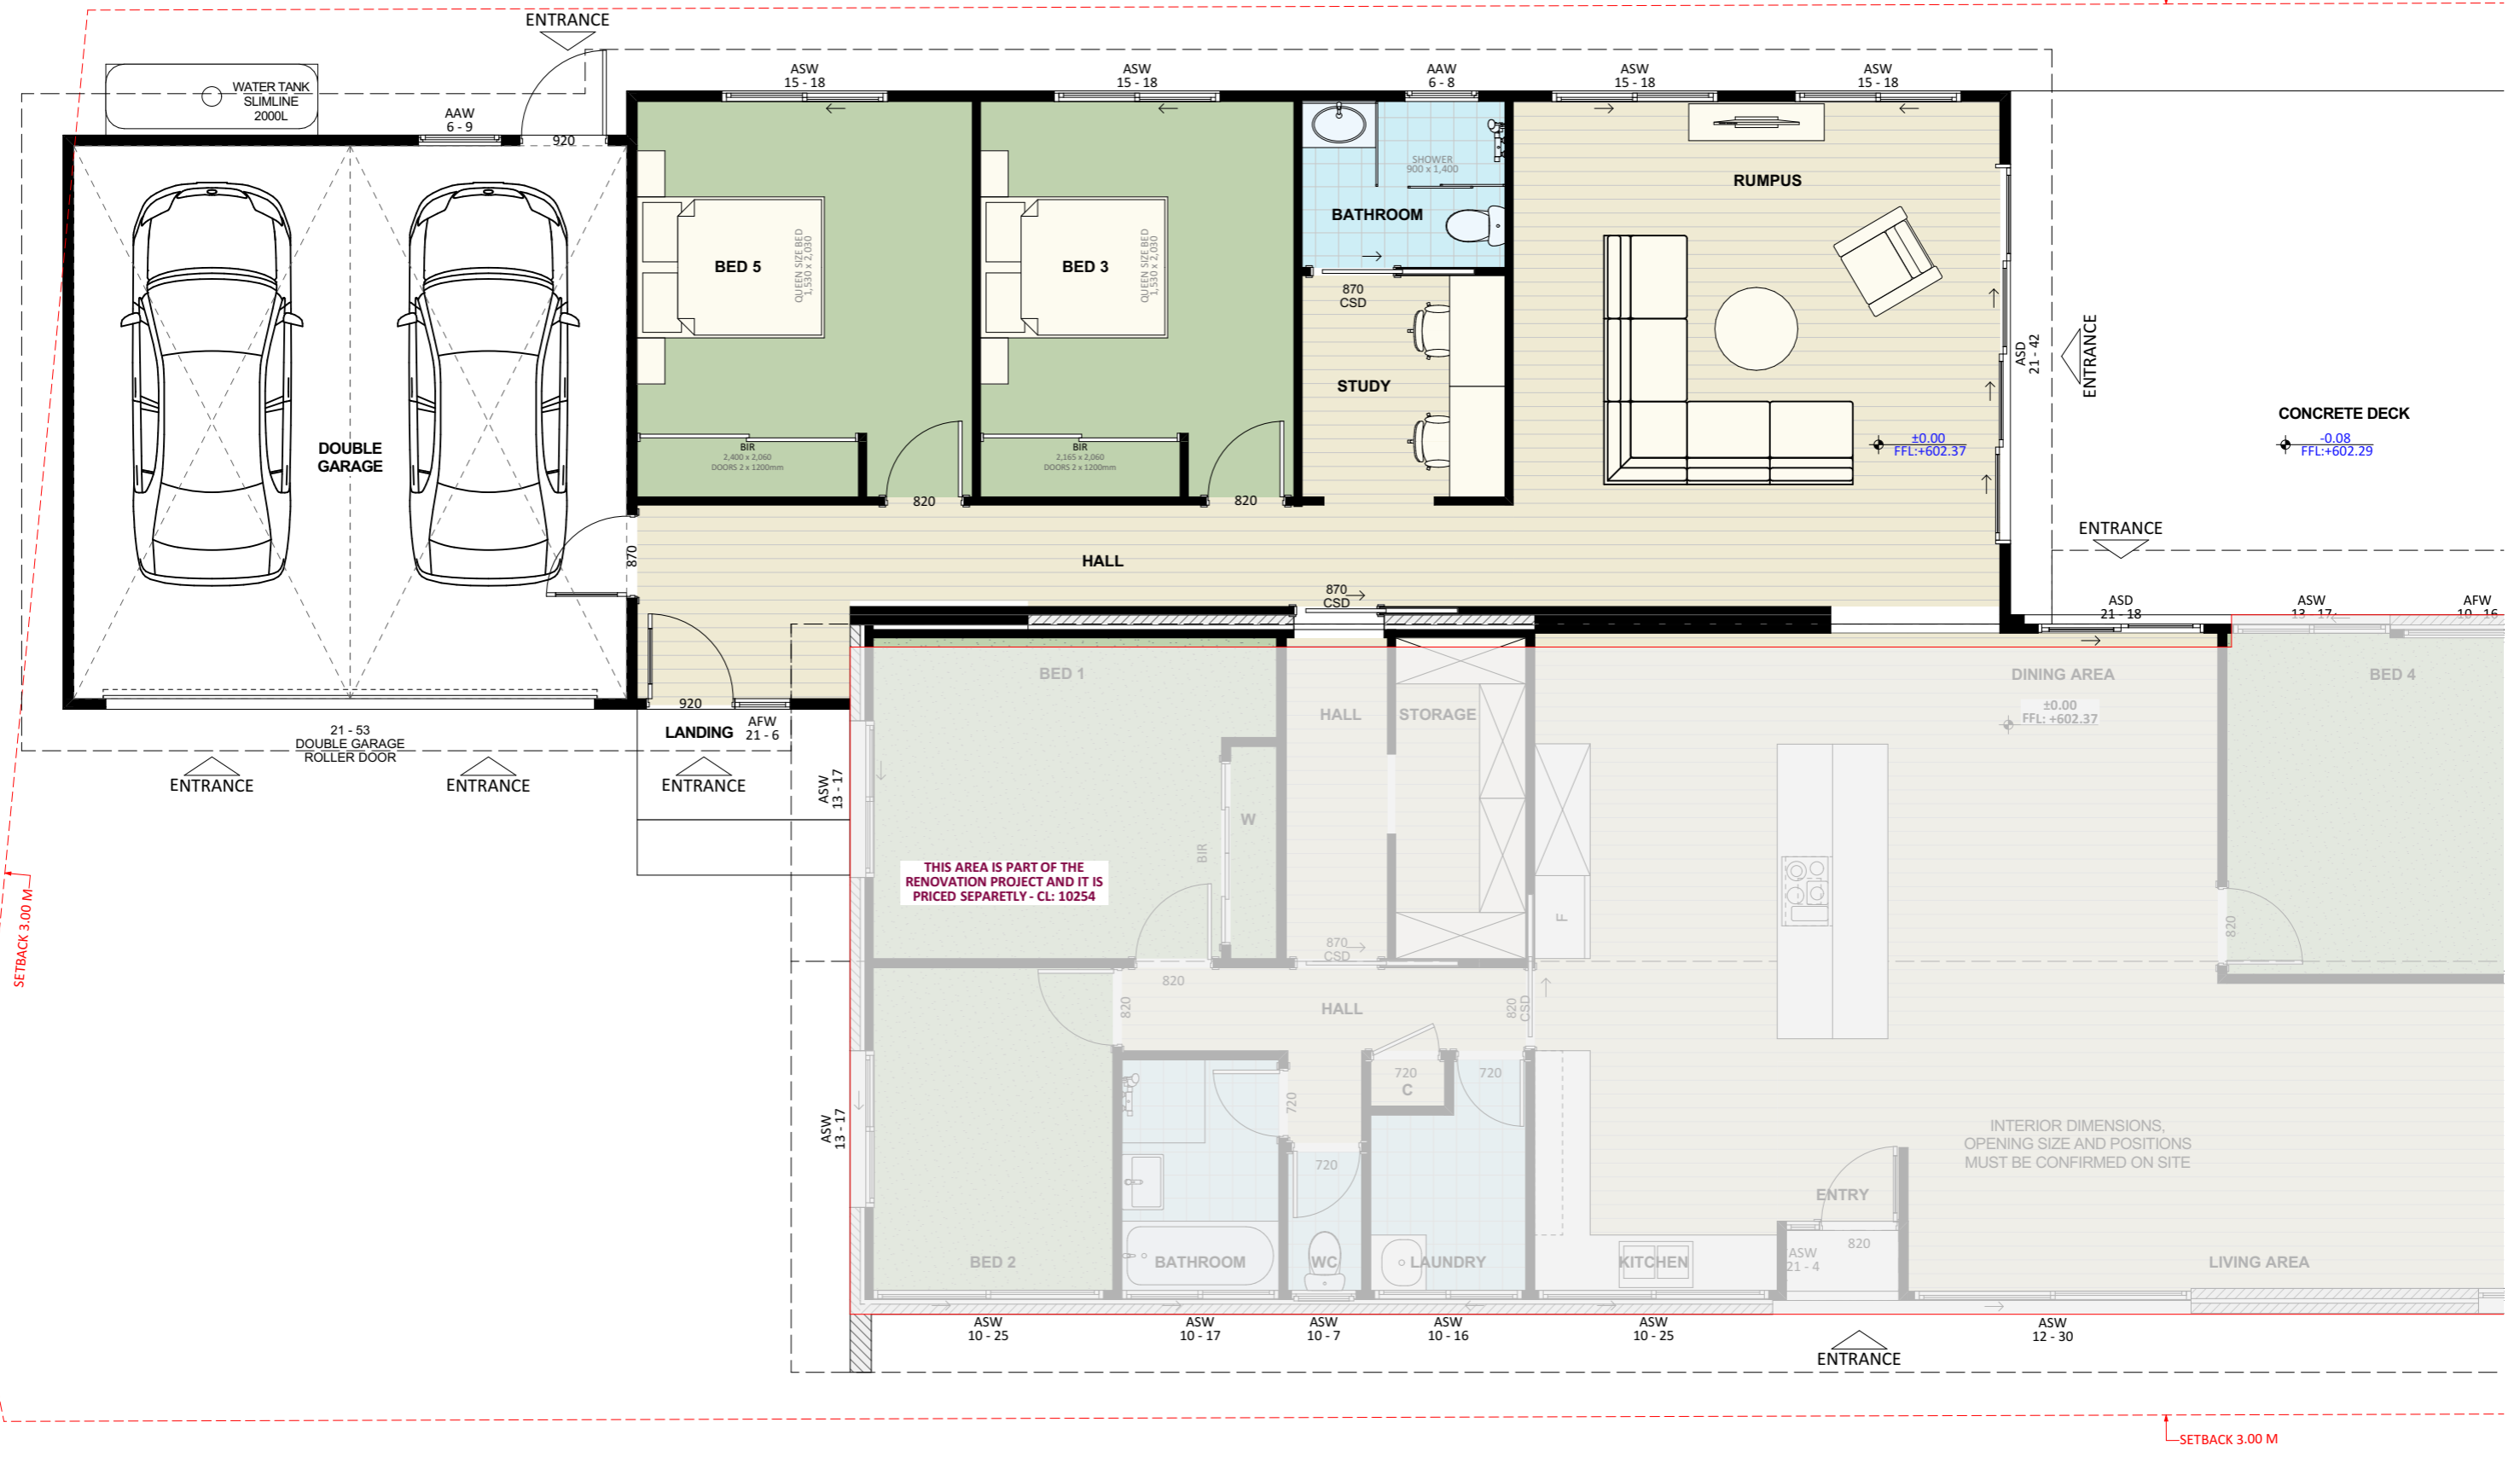 ENTRANCE
WATER TANK
SLIMLINE
2000L
AAW
6 - 9
920
ASW
15 - 18
ASW
15 - 18
AAW
6 - 8
ASW
15 - 18
ASW
15 - 18
SHOWER
900 x 1,400
RUMPUS
BATHROOM
BED 5
QUEEN SIZE BED
1,530 x 2,030
BED 3
QUEEN SIZE BED
1,530 x 2,030
870
CSD
STUDY
ASD
21 - 42
ENTRANCE
CONCRETE DECK
-0.08
FFL:+602.29
±0.00
FFL:+602.37
DOUBLE
GARAGE
BIR
2,400 x 2,060
DOORS 2 x 1200mm
BIR
2,165 x 2,060
DOORS 2 x 1200mm
820
820
870
HALL
870
CSD
ENTRANCE
ASD
21 - 18
ASW
13 - 17
AFW
10 - 16
920
LANDING
AFW
21 - 6
21 - 53
DOUBLE GARAGE
ROLLER DOOR
ENTRANCE
ENTRANCE
ENTRANCE
BED 1
HALL
STORAGE
DINING AREA
±0.00
FFL: +602.37
BED 4
ASW
13 - 17
W
BIR
THIS AREA IS PART OF THE
RENOVATION PROJECT AND IT IS
PRICED SEPARETLY - CL: 10254
F
870
CSD
820
820
820
HALL
820
CSD
SETBACK 3.00 M
ASW
13 - 17
720
720
C
720
720
INTERIOR DIMENSIONS,
OPENING SIZE AND POSITIONS
MUST BE CONFIRMED ON SITE
ENTRY
820
ASW
21 - 4
BED 2
BATHROOM
WC
LAUNDRY
KITCHEN
LIVING AREA
ASW
10 - 25
ASW
10 - 17
ASW
10 - 7
ASW
10 - 16
ASW
10 - 25
ENTRANCE
ASW
12 - 30
SETBACK 3.00 M